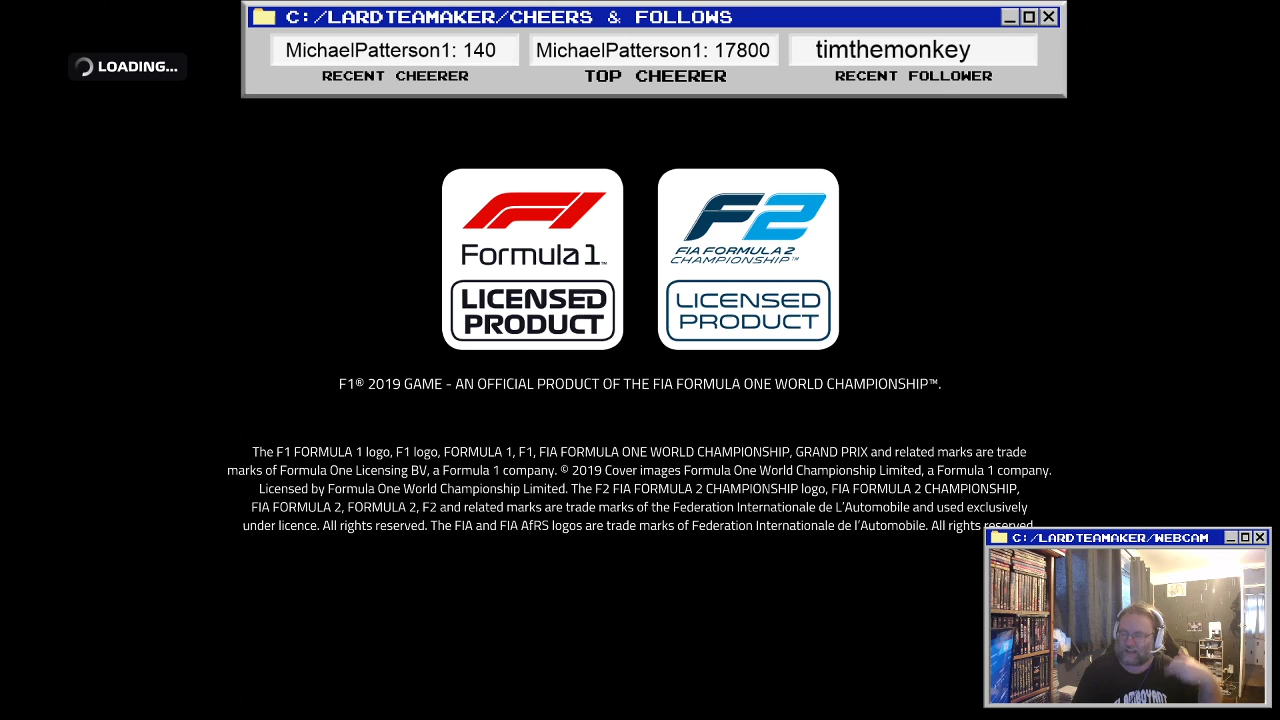 C:/LARDTEAMAKER/CHEERS & FOLLOWS
MichaelPatterson1: 140
MichaelPatterson1: 17800
timthemonkey
RECENT CHEERER
TOP CHEERER
RECENT FOLLOWER
LOADING...
F1
Formula 1™
LICENSED
PRODUCT
F2
FIA FORMULA 2
CHAMPIONSHIP™
LICENSED
PRODUCT
F1® 2019 GAME - AN OFFICIAL PRODUCT OF THE FIA FORMULA ONE WORLD CHAMPIONSHIP™.
The F1 FORMULA 1 logo, F1 logo, FORMULA 1, F1, FIA FORMULA ONE WORLD CHAMPIONSHIP, GRAND PRIX and related marks are trade
marks of Formula One Licensing BV, a Formula 1 company. © 2019 Cover images Formula One World Championship Limited, a Formula 1 company.
Licensed by Formula One World Championship Limited. The F2 FIA FORMULA 2 CHAMPIONSHIP logo, FIA FORMULA 2 CHAMPIONSHIP,
FIA FORMULA 2, FORMULA 2, F2 and related marks are trade marks of the Federation Internationale de L'Automobile and used exclusively
under licence. All rights reserved. The FIA and FIA AfRS logos are trade marks of Federation Internationale de l'Automobile. All rights reserved.
C:/LARDTEAMAKER/WEBCAM